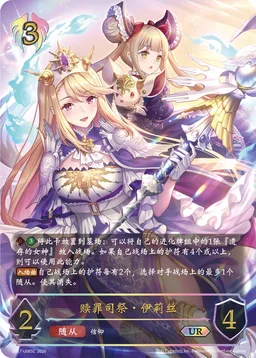 3
将此卡放置到墓场:可以将自己的进化牌组中的1张『遗
存的女神』放入战场。如果自己战场上的护符有4个或以上,
则可以使用此能力。
入场曲 自己战场上的护符每有2个,选择对手战场上的最多1个
随从。使其消失。
赎罪司祭·伊莉丝
2
随从
信仰
UR
4